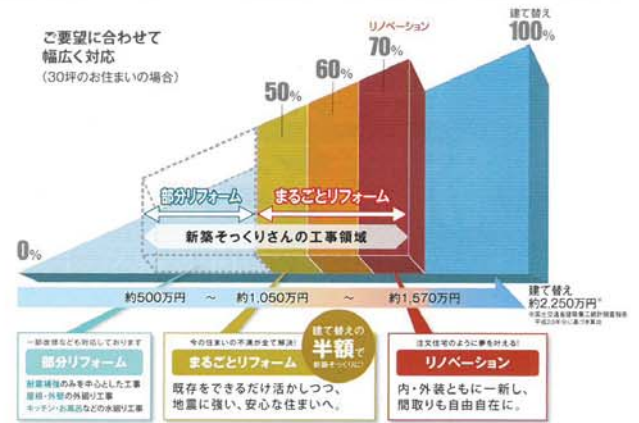 ご要望に合わせて
幅広く対応
(30坪のお住まいの場合)
0%
50%
60%
リノベーション
70%
建て替え
100%
部分リフォーム
まるごとリフォーム
新築そっくりさんの工事領域
約500万円 ～ 約1,050万円 ～ 約1,570万円
建て替え
約2,250万円※
一部改修なども対応しております
部分リフォーム
耐震補強のみを中心とした工事
屋根・外壁の外廻り工事
キッチン・お風呂などの水廻り工事
今の住いの不満が全て解決!
まるごとリフォーム
建て替えの
半額で
新築そっくりに!
既存をできるだけ活かしつつ、
地震に強い、安心な住まいへ。
注文住宅のように夢を叶える!
リノベーション
内・外装ともに一新し、
間取りも自由自在に。